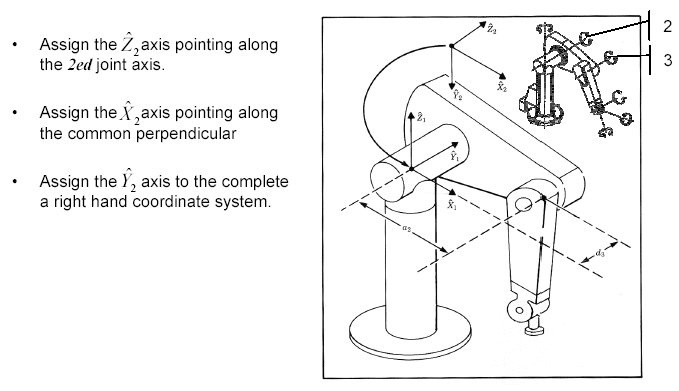 • Assign the Ẑ₂ axis pointing along
the 2ed joint axis.
• Assign the X̂₂ axis pointing along
the common perpendicular
• Assign the Ŷ₂ axis to the complete
a right hand coordinate system.
Ẑ₂
X̂₂
Ŷ₂
Ẑ₁
Ŷ₁
X̂₁
a₂
d₃
2
3